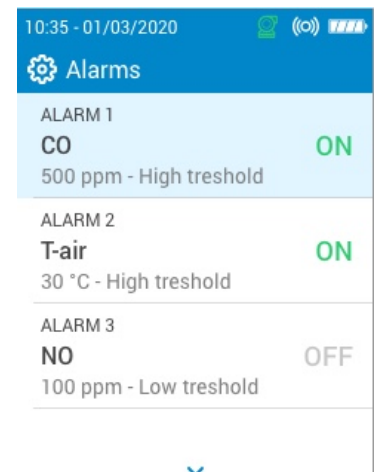 10:35 - 01/03/2020
Alarms
ALARM 1
CO
ON
500 ppm - High treshold
ALARM 2
T-air
ON
30 °C - High treshold
ALARM 3
NO
OFF
100 ppm - Low treshold